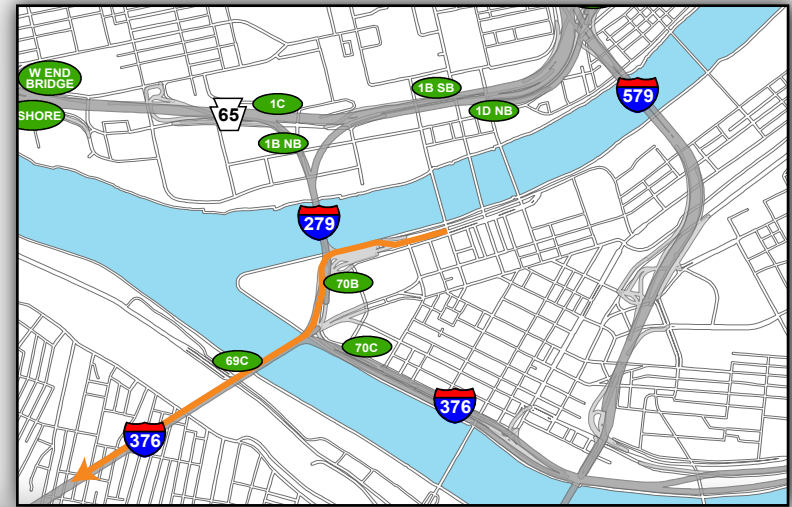 W END
BRIDGE
SHORE
65
1C
1B NB
1B SB
1D NB
579
279
70B
70C
69C
376
376